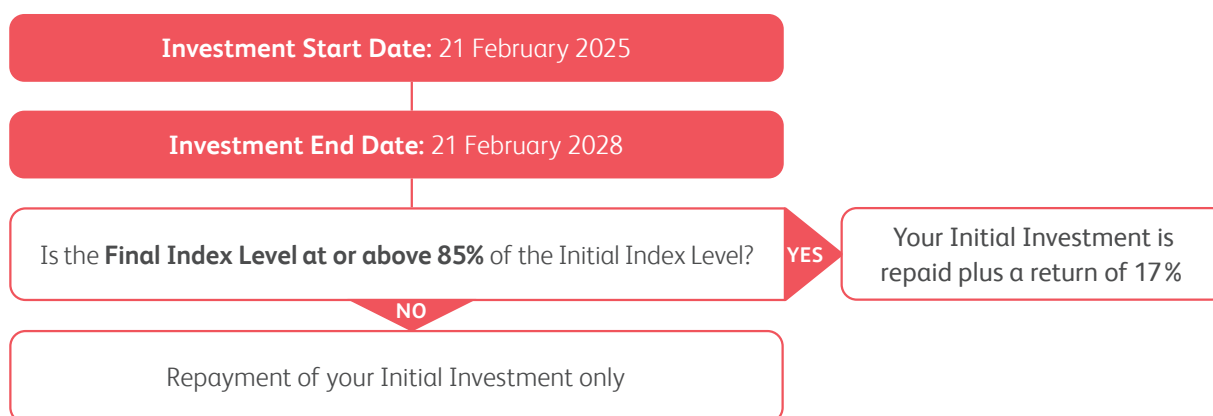 Investment Start Date: 21 February 2025
Investment End Date: 21 February 2028
Is the Final Index Level at or above 85% of the Initial Index Level?
YES
Your Initial Investment is
repaid plus a return of 17%
NO
Repayment of your Initial Investment only